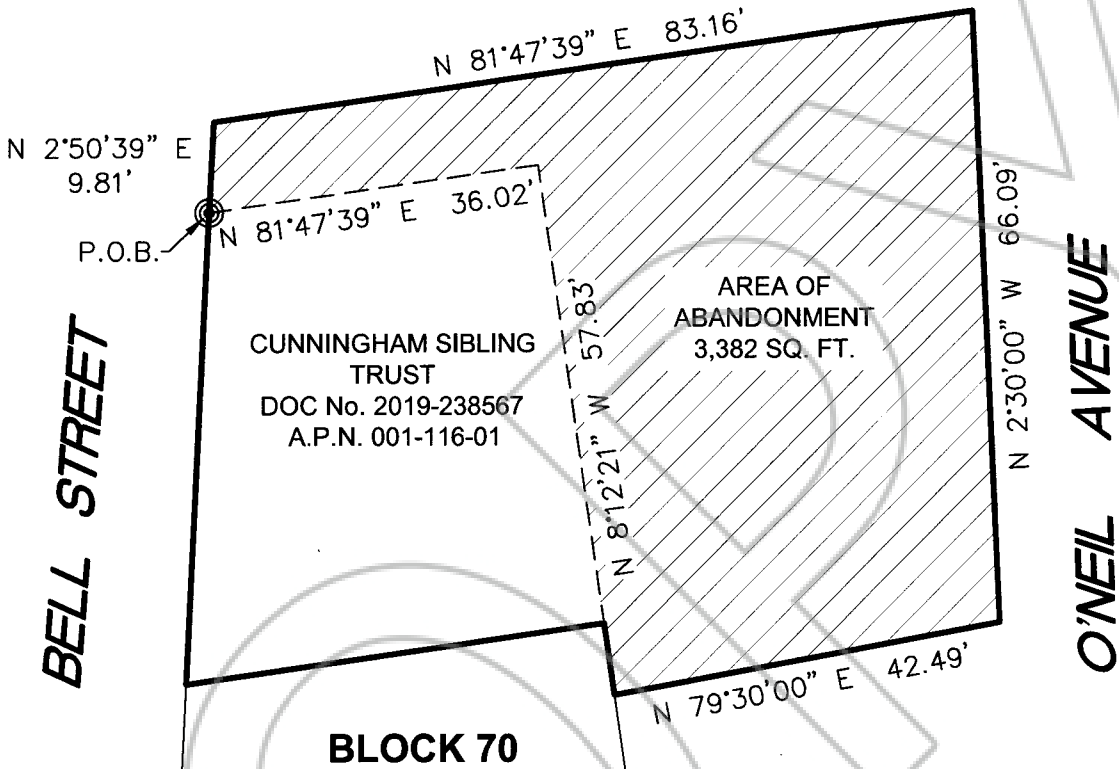 N 81°47'39" E 83.16'
N 2°50'39" E
9.81'
N 81°47'39" E 36.02'
P.O.B.
N 8°12'21" W 57.83'
AREA OF
ABANDONMENT
3,382 SQ. FT.
N 2°30'00" W 66.09'
CUNNINGHAM SIBLING
TRUST
DOC No. 2019-238567
A.P.N. 001-116-01
BELL STREET
O'NEIL AVENUE
N 79°30'00" E 42.49'
BLOCK 70